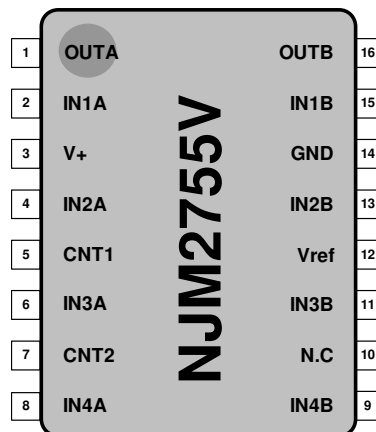 1 OUTA OUTB 16
2 IN1A IN1B 15
3 V+ GND 14
4 IN2A IN2B 13
5 CNT1 Vref 12
6 IN3A IN3B 11
7 CNT2 N.C 10
8 IN4A IN4B 9
NJM2755V